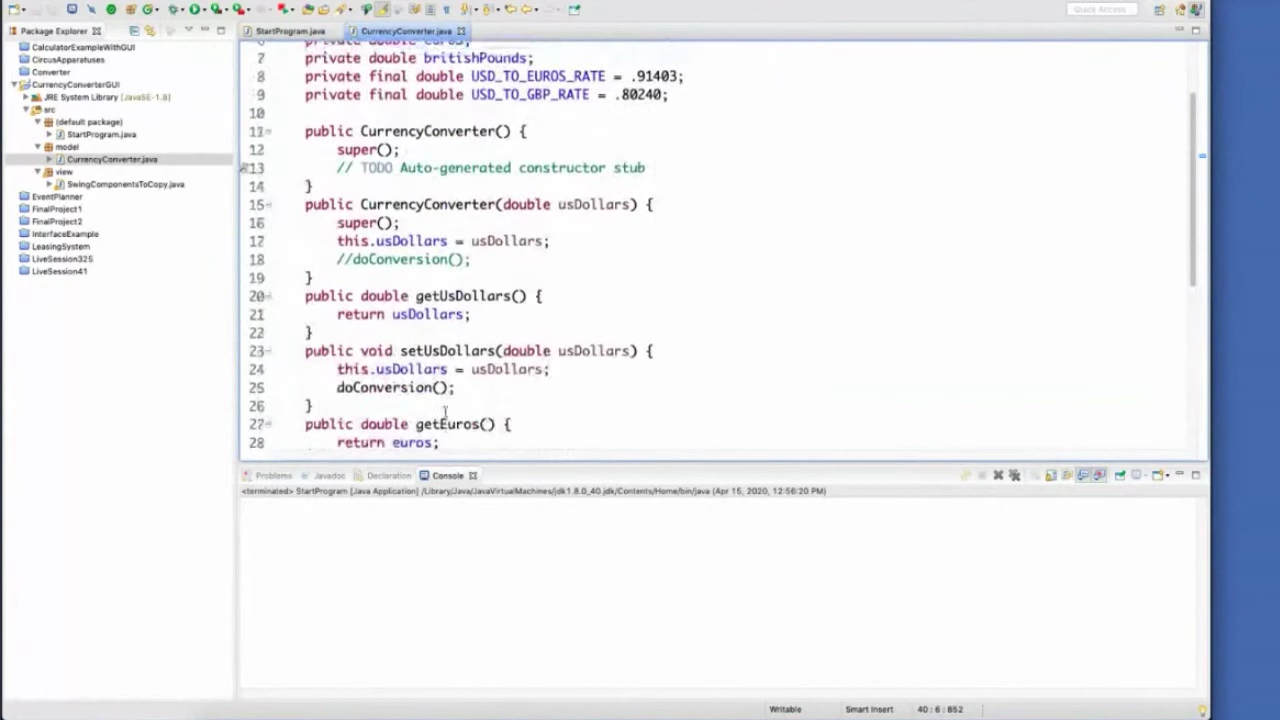 Quick Access
Package Explorer
CalculatorExampleWithGUI
CircusApparatuses
Converter
CurrencyConverterGUI
JRE System Library [JavaSE-1.8]
src
(default package)
StartProgram.java
model
CurrencyConverter.java
view
SwingComponentsToCopy.java
EventPlanner
FinalProject1
FinalProject2
InterfaceExample
LeasingSystem
LiveSession325
LiveSession41
StartProgram.java
CurrencyConverter.java
6 private double euros;
7 private double britishPounds;
8 private final double USD_TO_EUROS_RATE = .91403;
9 private final double USD_TO_GBP_RATE = .80240;
10
11 public CurrencyConverter() {
12 super();
13 // TODO Auto-generated constructor stub
14 }
15 public CurrencyConverter(double usDollars) {
16 super();
17 this.usDollars = usDollars;
18 //doConversion();
19 }
20 public double getUsDollars() {
21 return usDollars;
22 }
23 public void setUsDollars(double usDollars) {
24 this.usDollars = usDollars;
25 doConversion();
26 }
27 public double getEuros() {
28 return euros;
Problems Javadoc Declaration Console
<terminated> StartProgram [Java Application] /Library/Java/JavaVirtualMachines/jdk1.8.0_40.jdk/Contents/Home/bin/java (Apr 15, 2020, 12:56:20 PM)
Writable Smart Insert 40 : 6 : 852